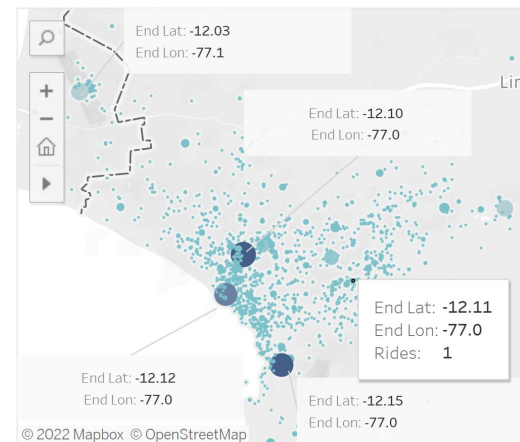 End Lat: -12.03
End Lon: -77.1
Lin
End Lat: -12.10
End Lon: -77.0
End Lat: -12.11
End Lon: -77.0
Rides: 1
End Lat: -12.12
End Lon: -77.0
End Lat: -12.15
End Lon: -77.0
© 2022 Mapbox © OpenStreetMap